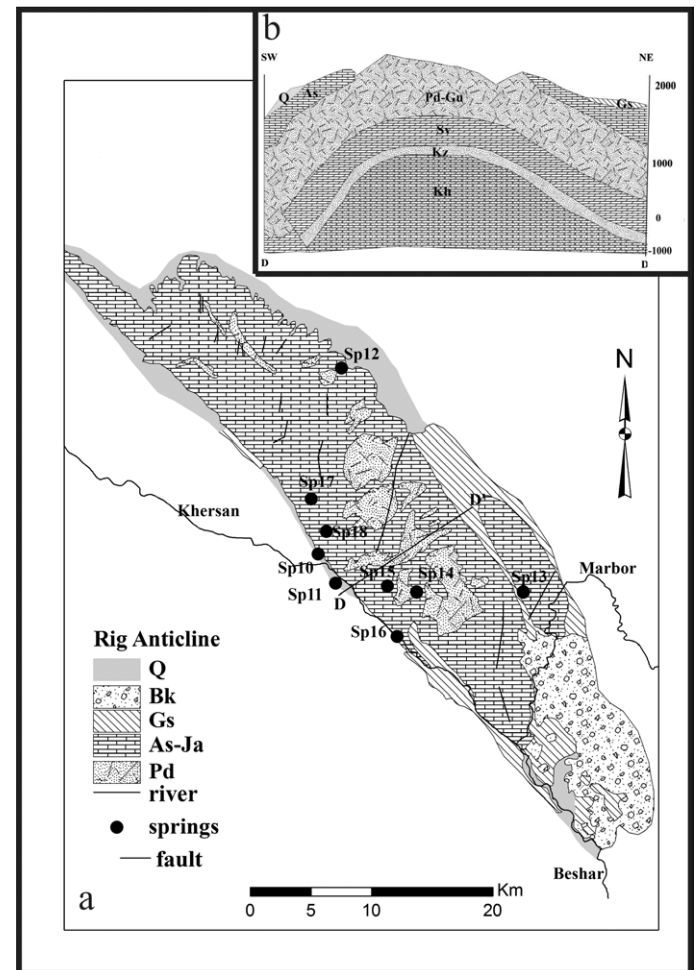 b
SW
NE
2000
Q
As
Pd-Gu
Gs
Sv
1000
Kz
Kh
0
-1000
D
D
Sp12
N
Sp17
D'
Khersan
Sp18
Marbor
Sp10
Sp15
Sp14
Sp13
Sp11
D
Sp16
Rig Anticline
Q
Bk
Gs
As-Ja
Pd
river
springs
fault
Beshar
a
Km
0
5
10
20